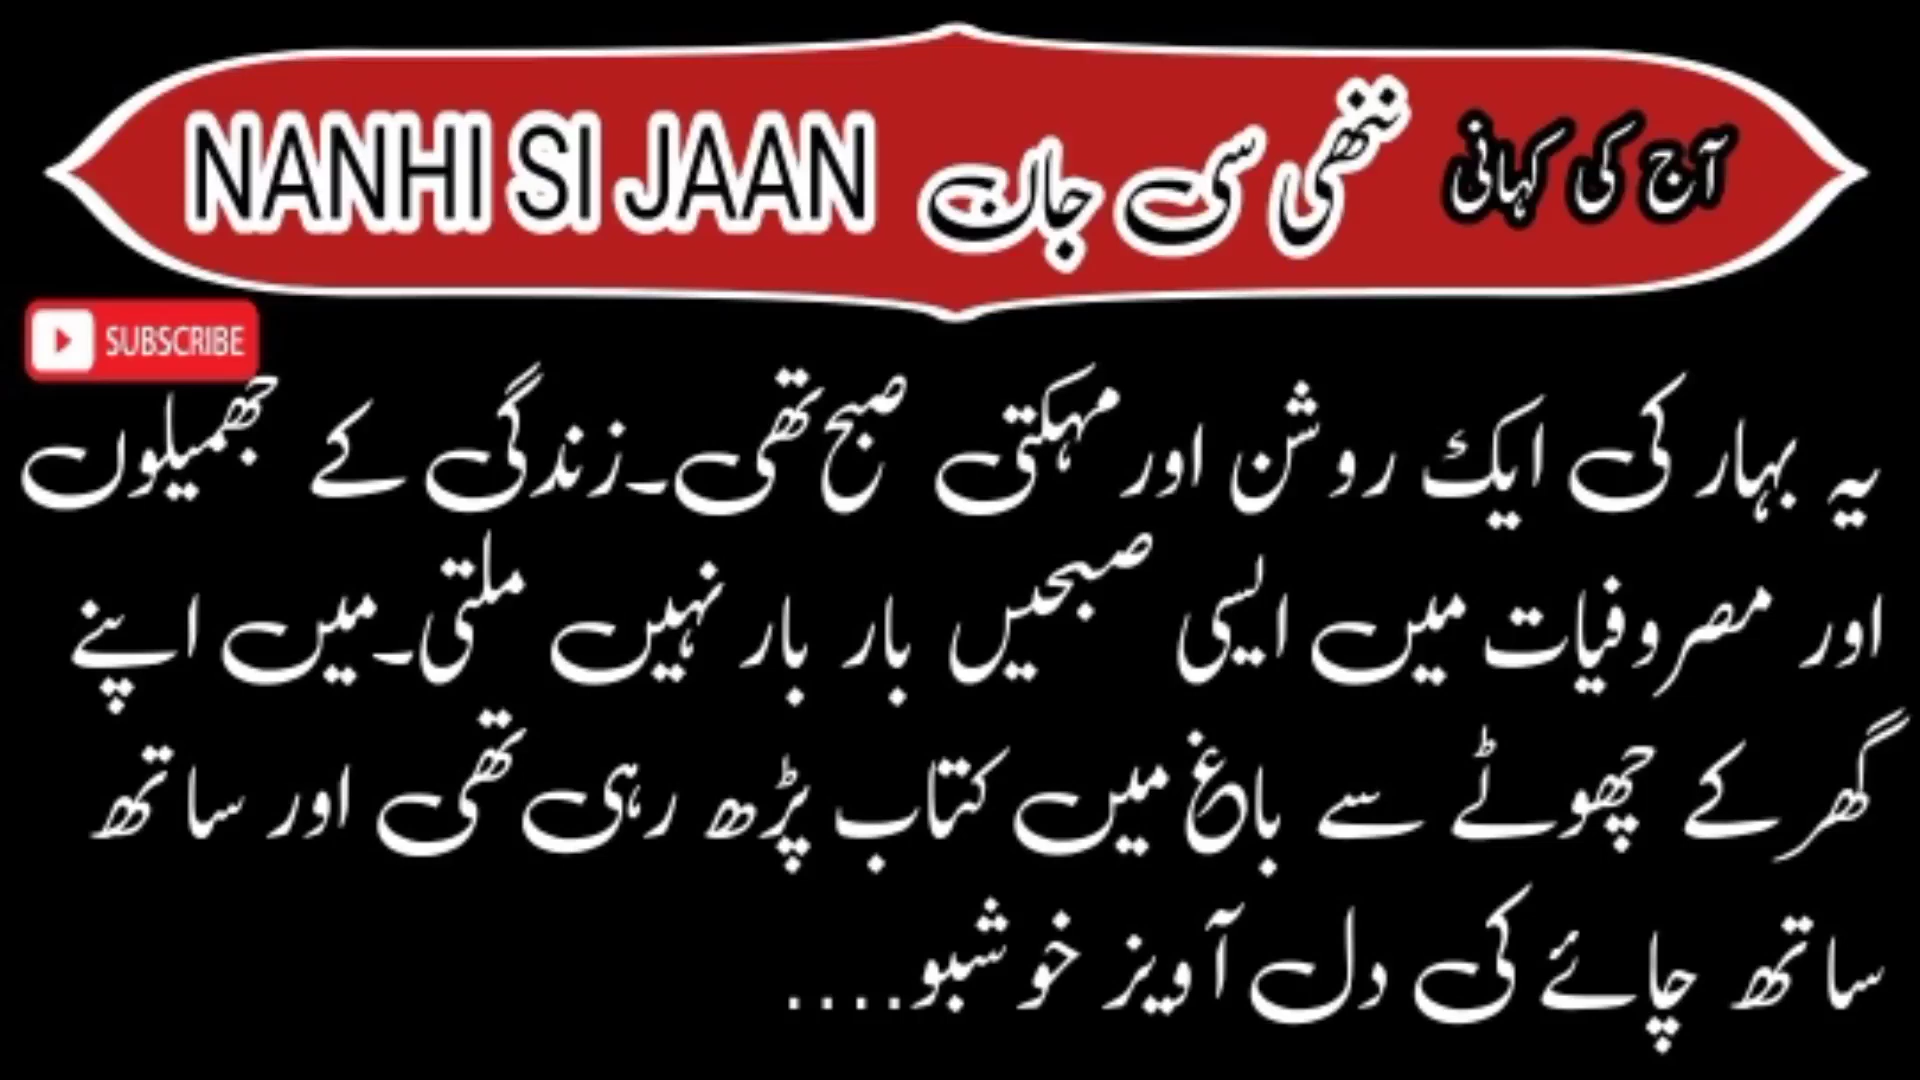 آج کی کہانی ننھی سی جان NANHI SI JAAN
SUBSCRIBE
یہ بہار کی ایک روشن اور مہکتی صبح تھی۔زندگی کے جھمیلوں
اور مصروفیات میں ایسی صبحیں بار بار نہیں ملتی۔میں اپنے
گھر کے چھوٹے سے باغ میں کتاب پڑھ رہی تھی اور ساتھ
ساتھ چائے کی دل آویز خوشبو....